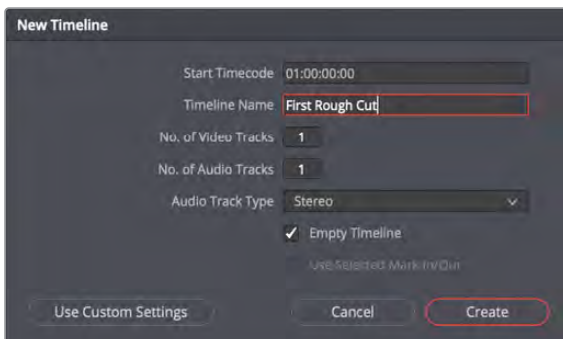 New Timeline
Start Timecode 01:00:00:00
Timeline Name First Rough Cut
No. of Video Tracks 1
No. of Audio Tracks 1
Audio Track Type Stereo
Empty Timeline
Use Selected Mark In/Out
Use Custom Settings Cancel Create